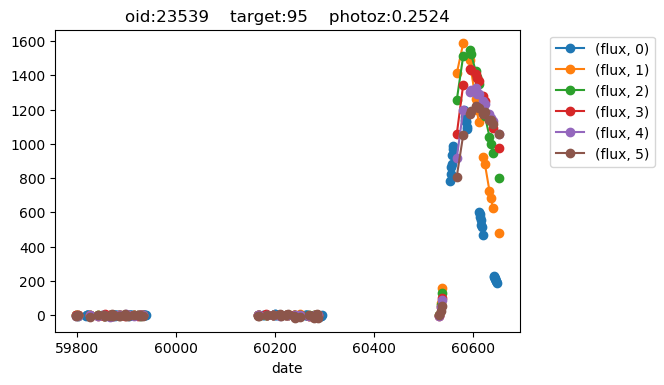 oid:23539    target:95    photoz:0.2524
1600
1400
1200
1000
800
600
400
200
0
59800 60000 60200 60400 60600
date
(flux, 0)
(flux, 1)
(flux, 2)
(flux, 3)
(flux, 4)
(flux, 5)